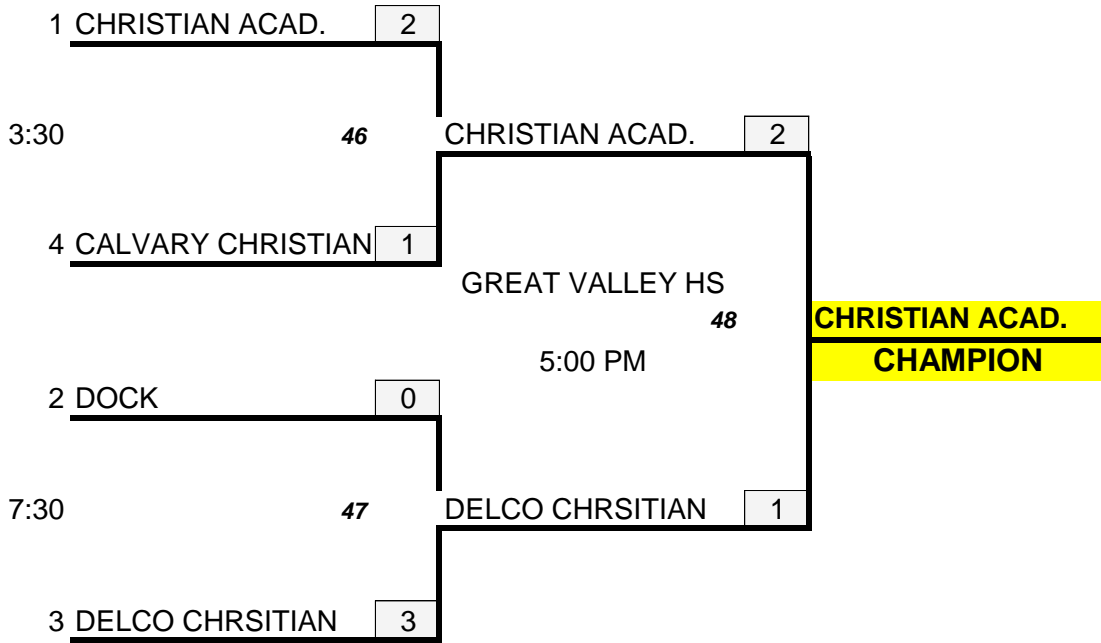 1 CHRISTIAN ACAD. 2
3:30 46 CHRISTIAN ACAD. 2
4 CALVARY CHRISTIAN 1
GREAT VALLEY HS
48 CHRISTIAN ACAD.
5:00 PM CHAMPION
2 DOCK 0
7:30 47 DELCO CHRSITIAN 1
3 DELCO CHRSITIAN 3